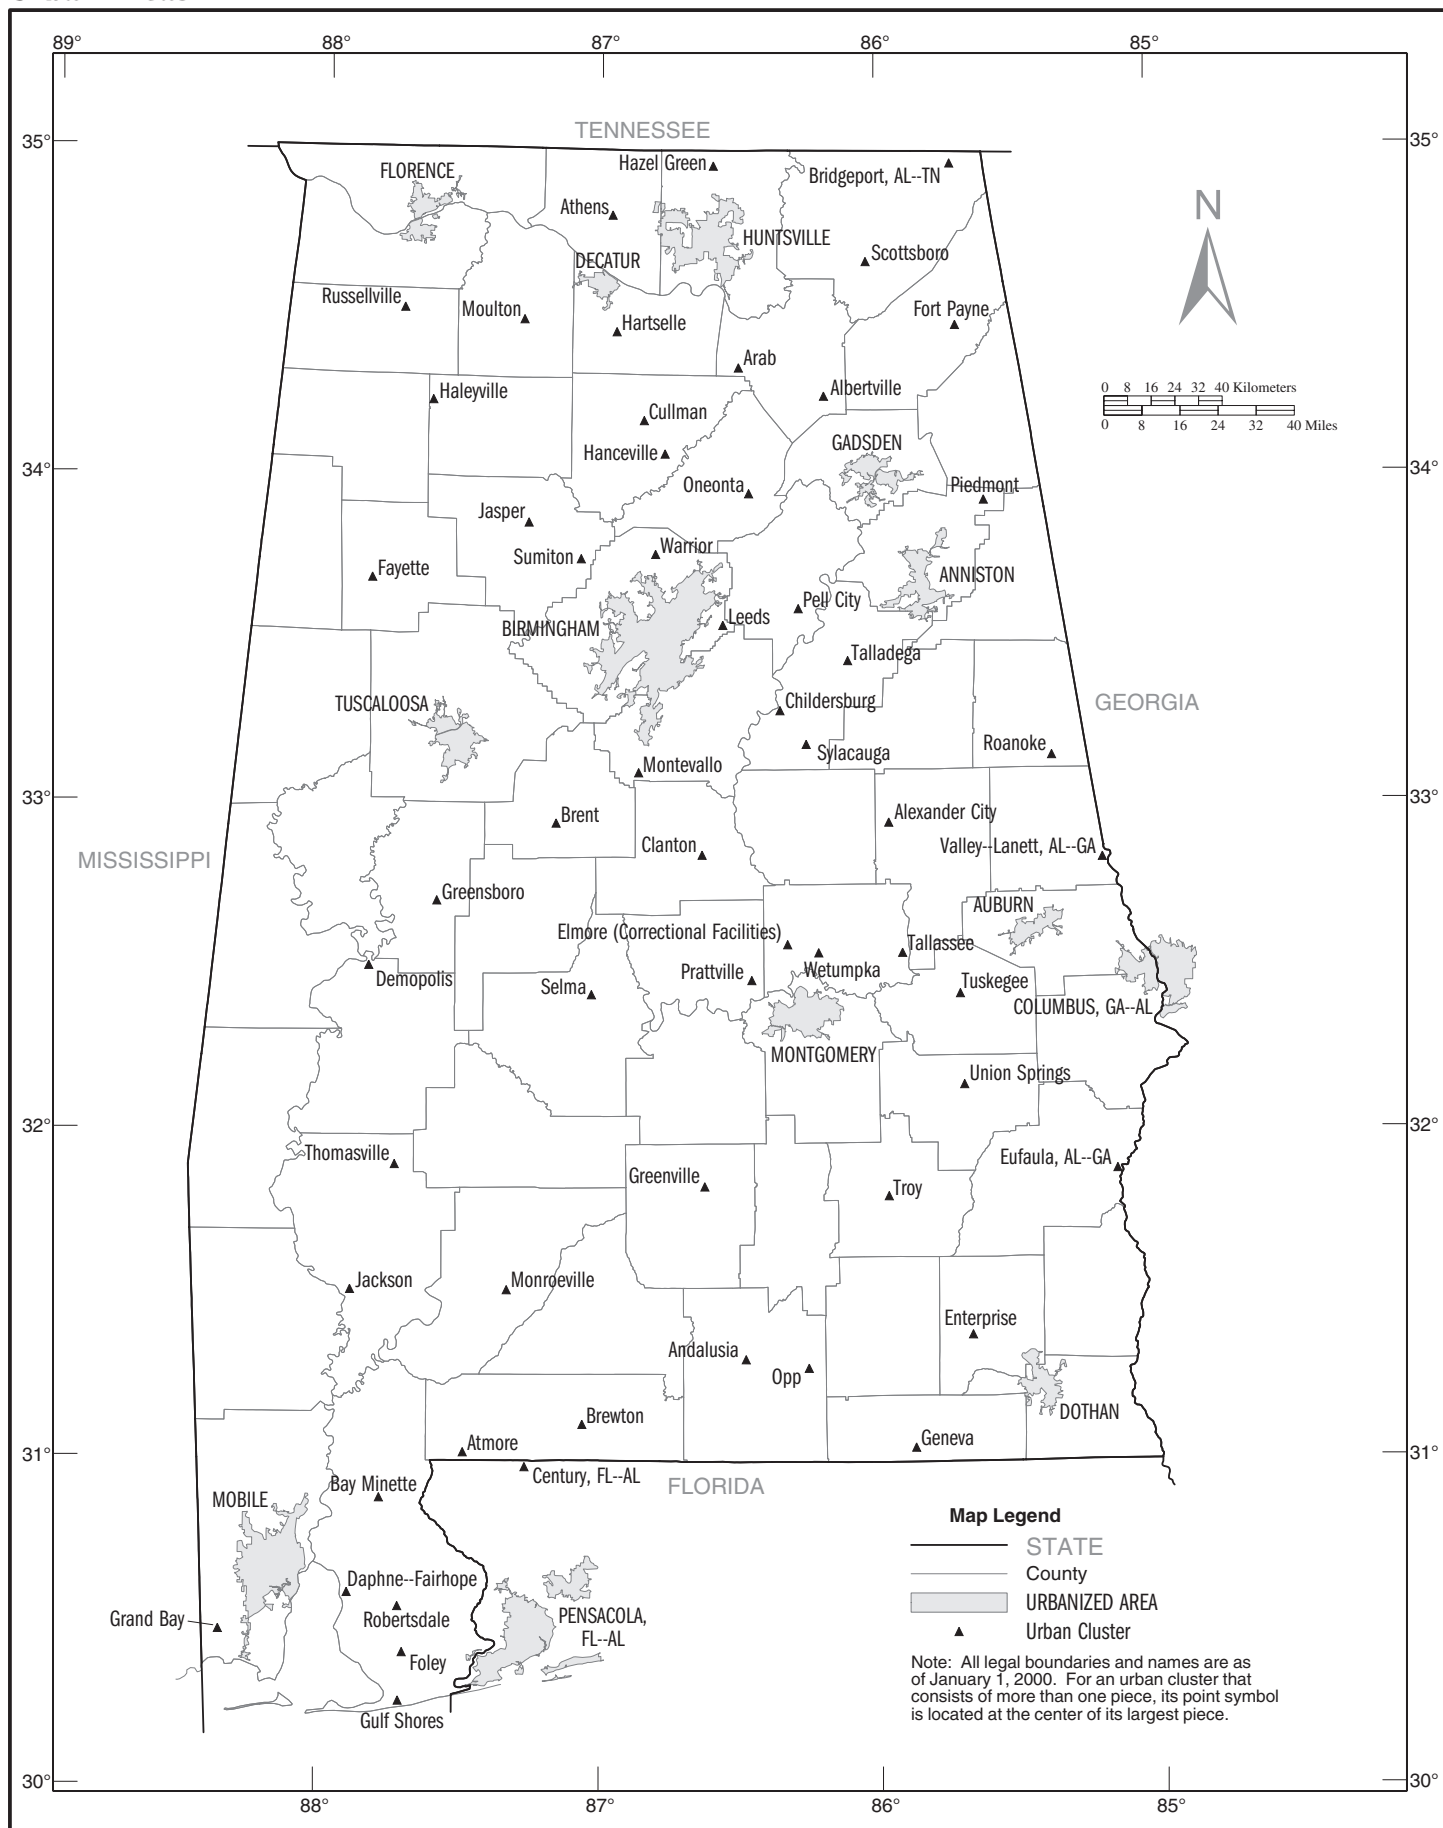 89°
88°
87°
86°
85°
35°
35°
TENNESSEE
FLORENCE
Hazel Green
Bridgeport, AL--TN
Athens
HUNTSVILLE
DECATUR
Scottsboro
N
Russellville
Moulton
Hartselle
Fort Payne
Arab
Haleyville
Albertville
0 8 16 24 32 40 Kilometers
0 8 16 24 32 40 Miles
Cullman
GADSDEN
Hanceville
34°
34°
Oneonta
Piedmont
Jasper
Sumiton
Warrior
Fayette
ANNISTON
Pell City
BIRMINGHAM
Leeds
Talladega
TUSCALOOSA
Childersburg
GEORGIA
Sylacauga
Roanoke
Montevallo
33°
33°
Brent
Alexander City
Clanton
Valley--Lanett, AL--GA
MISSISSIPPI
Greensboro
AUBURN
Elmore (Correctional Facilities)
Tallassee
Wetumpka
Prattville
Demopolis
Selma
Tuskegee
COLUMBUS, GA--AL
MONTGOMERY
Union Springs
32°
32°
Thomasville
Eufaula, AL--GA
Greenville
Troy
Jackson
Monroeville
Enterprise
Andalusia
Opp
DOTHAN
Brewton
Geneva
Atmore
31°
31°
Century, FL--AL
Bay Minette
FLORIDA
MOBILE
Map Legend
STATE
County
URBANIZED AREA
Urban Cluster
Daphne--Fairhope
Grand Bay
Robertsdale
PENSACOLA,
FL--AL
Foley
Gulf Shores
Note: All legal boundaries and names are as
of January 1, 2000. For an urban cluster that
consists of more than one piece, its point symbol
is located at the center of its largest piece.
30°
30°
88°
87°
86°
85°